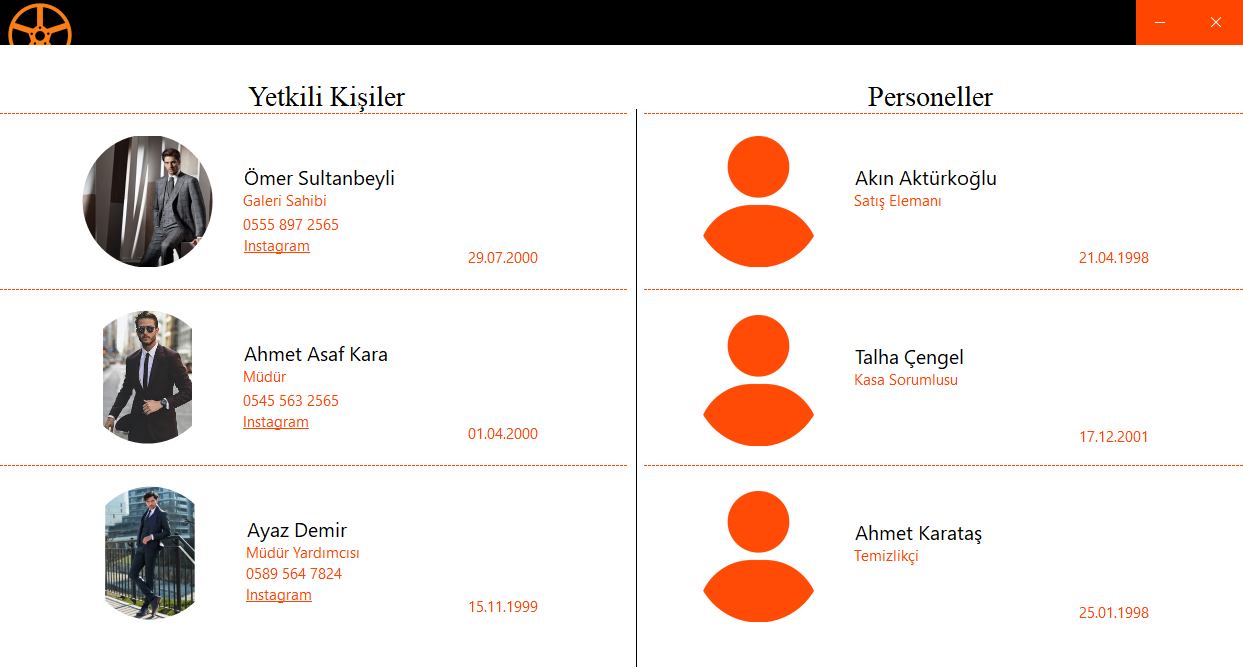 Yetkili Kişiler
Ömer Sultanbeyli
Galeri Sahibi
0555 897 2565
Instagram
29.07.2000
Ahmet Asaf Kara
Müdür
0545 563 2565
Instagram
01.04.2000
Ayaz Demir
Müdür Yardımcısı
0589 564 7824
Instagram
15.11.1999
Personeller
Akın Aktürkoğlu
Satış Elemanı
21.04.1998
Talha Çengel
Kasa Sorumlusu
17.12.2001
Ahmet Karataş
Temizlikçi
25.01.1998